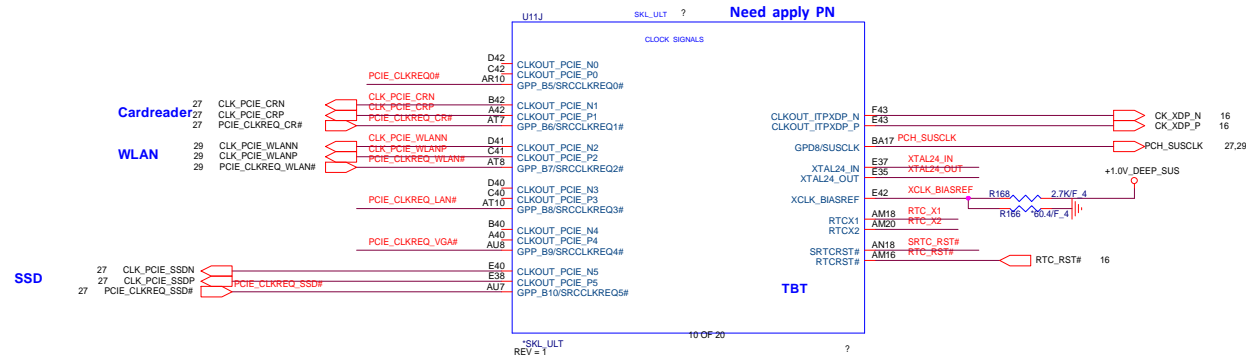 U11J
SKL_ULT ?
Need apply PN
CLOCK SIGNALS
D42 CLKOUT_PCIE_N0
C42 CLKOUT_PCIE_P0
PCIE_CLKREQ0# AR10 GPP_B5/SRCCLKREQ0#
Cardreader
27 CLK_PCIE_CRN CLK_PCIE_CRN B42 CLKOUT_PCIE_N1
27 CLK_PCIE_CRP CLK_PCIE_CRP A42 CLKOUT_PCIE_P1
27 PCIE_CLKREQ_CR# PCIE_CLKREQ_CR# AT7 GPP_B6/SRCCLKREQ1#
WLAN
29 CLK_PCIE_WLANN CLK_PCIE_WLANN D41 CLKOUT_PCIE_N2
29 CLK_PCIE_WLANP CLK_PCIE_WLANP C41 CLKOUT_PCIE_P2
29 PCIE_CLKREQ_WLAN# PCIE_CLKREQ_WLAN# AT8 GPP_B7/SRCCLKREQ2#
D40 CLKOUT_PCIE_N3
C40 CLKOUT_PCIE_P3
PCIE_CLKREQ_LAN# AT10 GPP_B8/SRCCLKREQ3#
B40 CLKOUT_PCIE_N4
A40 CLKOUT_PCIE_P4
PCIE_CLKREQ_VGA# AU8 GPP_B9/SRCCLKREQ4#
SSD
27 CLK_PCIE_SSDN E40 CLKOUT_PCIE_N5
27 CLK_PCIE_SSDP E38 CLKOUT_PCIE_P5
27 PCIE_CLKREQ_SSD# PCIE_CLKREQ_SSD# AU7 GPP_B10/SRCCLKREQ5#
CLKOUT_ITPXDP_N F43 CK_XDP_N 16
CLKOUT_ITPXDP_P E43 CK_XDP_P 16
GPD8/SUSCLK BA17 PCH_SUSCLK PCH_SUSCLK 27,29
XTAL24_IN E37 XTAL24_IN
XTAL24_OUT E35 XTAL24_OUT
+1.0V_DEEP_SUS
XCLK_BIASREF E42 XCLK_BIASREF R168 2.7K/F_4
R166 *60.4/F_4
RTCX1 AM18 RTC_X1
RTCX2 AM20 RTC_X2
SRTCRST# AN18 SRTC_RST#
RTCRST# AM16 RTC_RST# RTC_RST# 16
TBT
10 OF 20
*SKL_ULT
REV = 1 ?